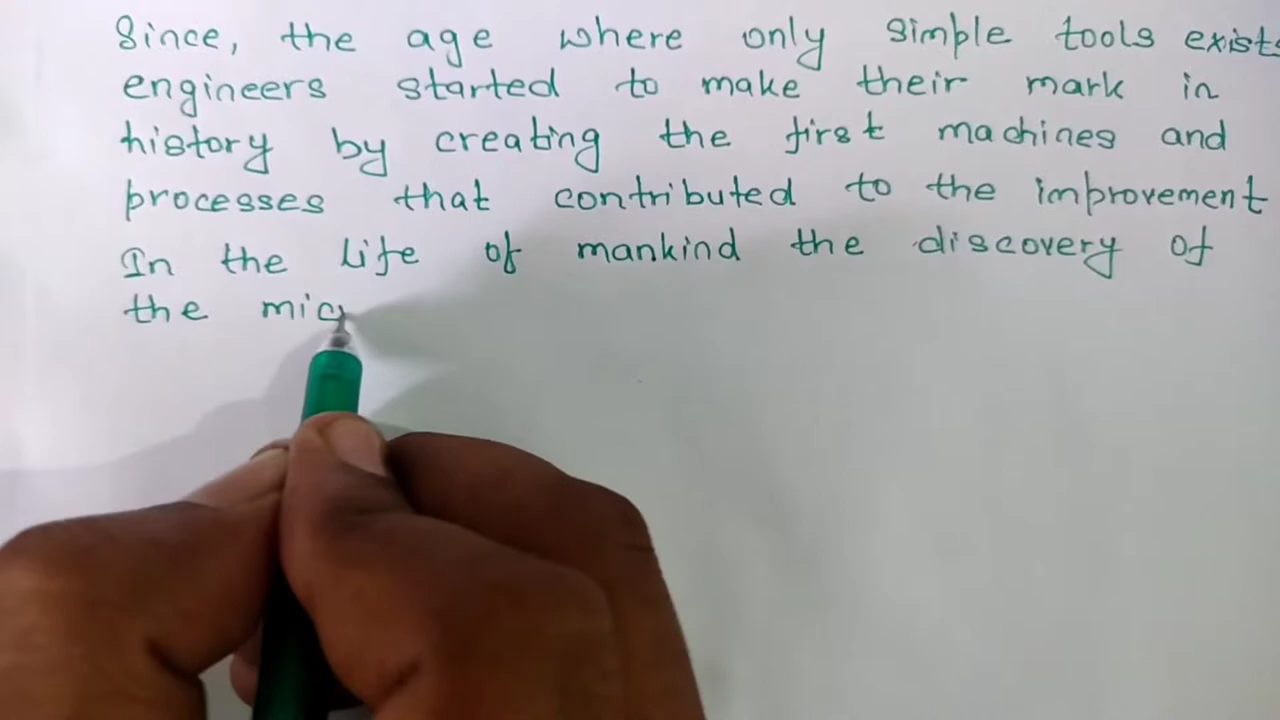 Since, the age where only simple tools exists
engineers started to make their mark in
history by creating the first machines and
processes that contributed to the improvement
In the life of mankind the discovery of
the mic